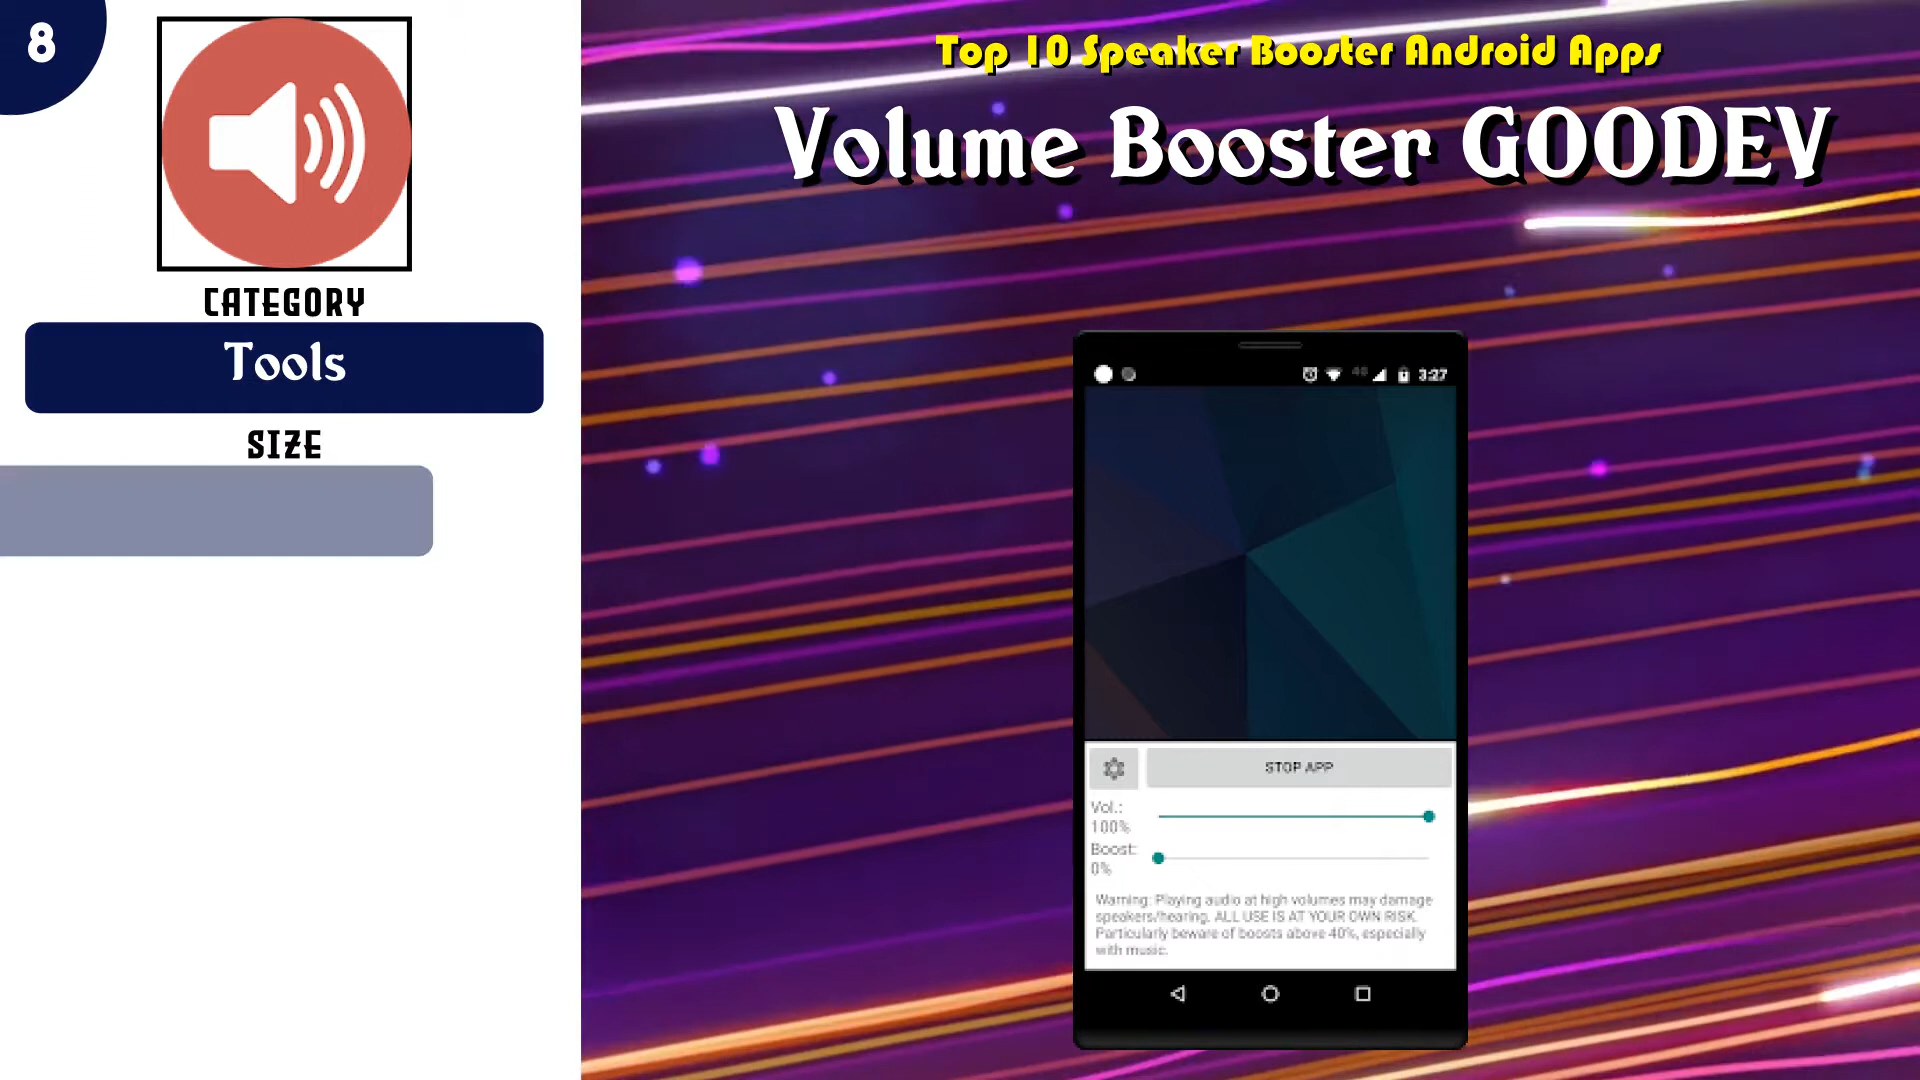 8
CATEGORY
Tools
SIZE
Top 10 Speaker Booster Android Apps
Volume Booster GOODEV
4G 3:27
STOP APP
Vol.:
100%
Boost:
0%
Warning: Playing audio at high volumes may damage
speakers/hearing. ALL USE IS AT YOUR OWN RISK.
Particularly beware of boosts above 40%, especially
with music.